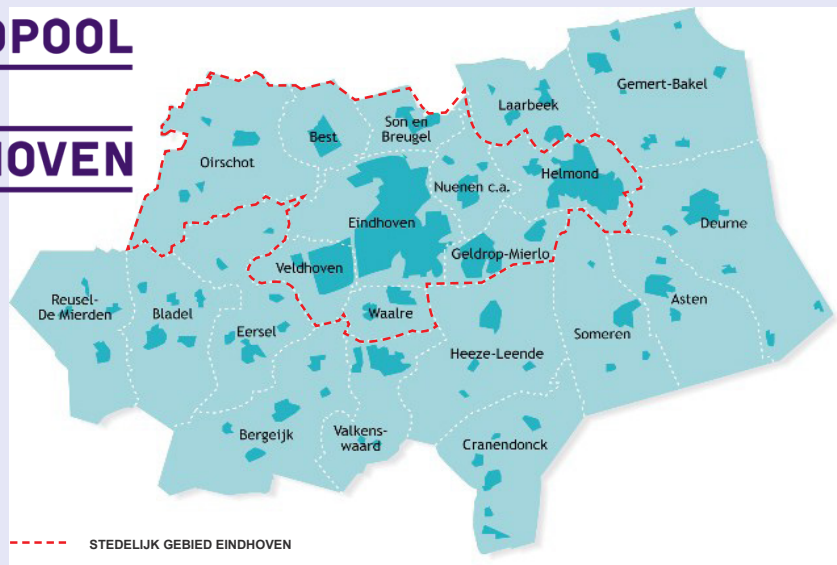 OPOOL
HOVEN
Gemert-Bakel
Laarbeek
Son en
Breugel
Best
Oirschot
Helmond
Nuenen c.a.
Eindhoven
Deurne
Geldrop-Mierlo
Veldhoven
Reusel-
De Mierden
Bladel
Asten
Waalre
Eersel
Someren
Heeze-Leende
Bergeijk
Valkens-
waard
Cranendonck
STEDELIJK GEBIED EINDHOVEN